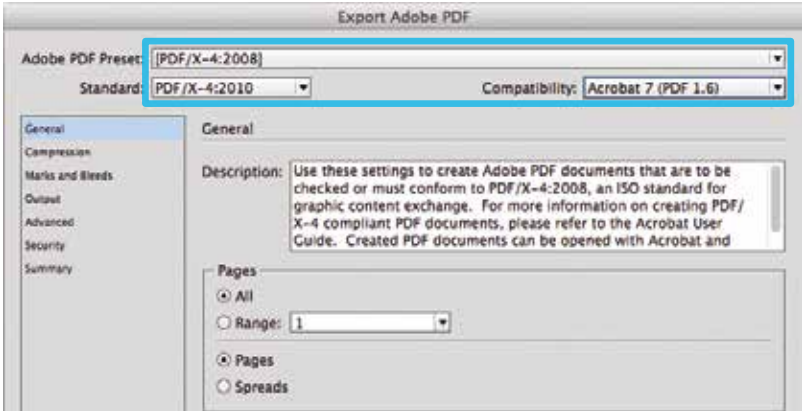 Export Adobe PDF
Adobe PDF Preset: [PDF/X-4:2008]
Standard: PDF/X-4:2010 Compatibility: Acrobat 7 (PDF 1.6)
General
Compression
Marks and Bleeds
Output
Advanced
Security
Summary
General
Description: Use these settings to create Adobe PDF documents that are to be
checked or must conform to PDF/X-4:2008, an ISO standard for
graphic content exchange. For more information on creating PDF/
X-4 compliant PDF documents, please refer to the Acrobat User
Guide. Created PDF documents can be opened with Acrobat and
Pages
All
Range: 1
Pages
Spreads